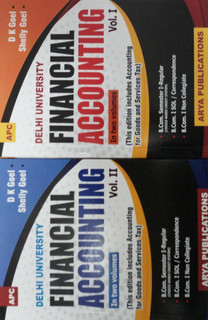 APC
D K Goel
Shelly Goel
DELHI UNIVERSITY
FINANCIAL
ACCOUNTING
Vol. I
In two volumes
(This edition includes Accounting
for Goods and Services Tax)
B.Com. Semester I-Regular
B.Com. I SOL / Correspondence
B.Com. I Non Collegiate
ARYA PUBLICATIONS
APC
D K Goel
Shelly Goel
DELHI UNIVERSITY
FINANCIAL
ACCOUNTING
Vol. II
In two volumes
(This edition includes Accounting
for Goods and Services Tax)
B.Com. Semester II-Regular
B.Com. I SOL / Correspondence
B.Com. I Non Collegiate
ARYA PUBLICATIONS